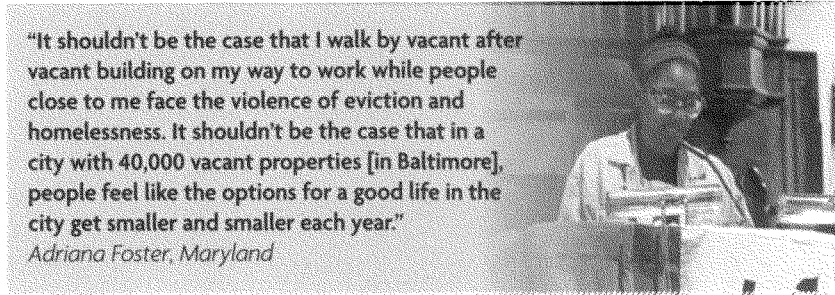 “It shouldn't be the case that I walk by vacant after
vacant building on my way to work while people
close to me face the violence of eviction and
homelessness. It shouldn't be the case that in a
city with 40,000 vacant properties [in Baltimore],
people feel like the options for a good life in the
city get smaller and smaller each year.”
Adriana Foster, Maryland